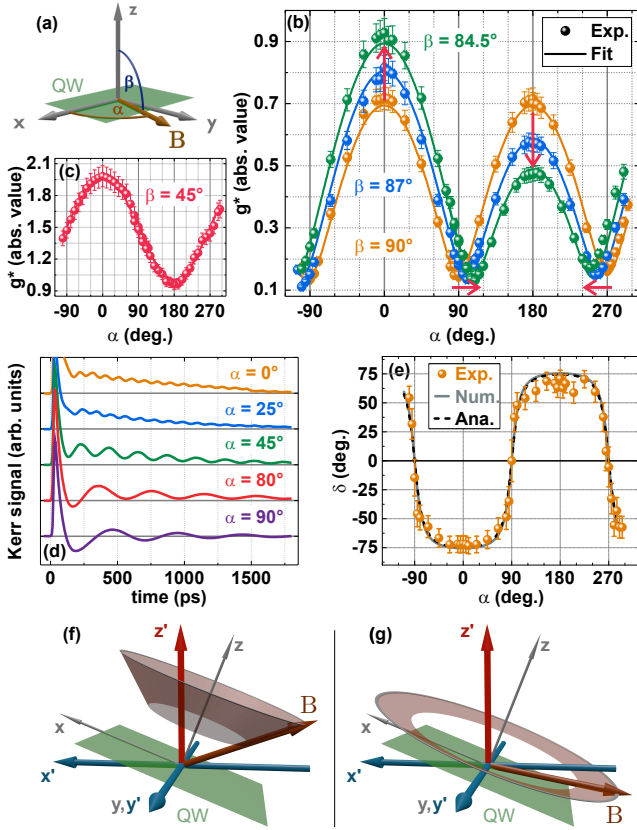 (a)
z
QW
β
α
x
y
B
(b)
β = 84.5°
Exp.
Fit
g* (abs. value)
0.9
0.7
0.5
0.3
0.1
β = 87°
β = 90°
-90 0 90 180 270
α (deg.)
(c)
β = 45°
g* (abs. value)
2.1
1.8
1.5
1.2
0.9
-90 0 90 180 270
α (deg.)
(d)
Kerr signal (arb. units)
α = 0°
α = 25°
α = 45°
α = 80°
α = 90°
0 500 1000 1500
time (ps)
(e)
Exp.
Num.
Ana.
δ (deg.)
75
50
25
0
-25
-50
-75
-90 0 90 180 270
α (deg.)
(f)
z'
z
B
x
x'
y,y'
QW
(g)
z'
z
x
x'
B
y,y'
QW